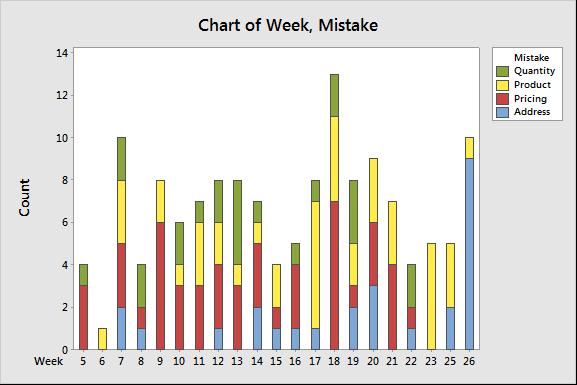 Chart of Week, Mistake
14
12
10
8
6
4
2
0
Count
Week 5 6 7 8 9 10 11 12 13 14 15 16 17 18 19 20 21 22 23 25 26
Mistake
Quantity
Product
Pricing
Address